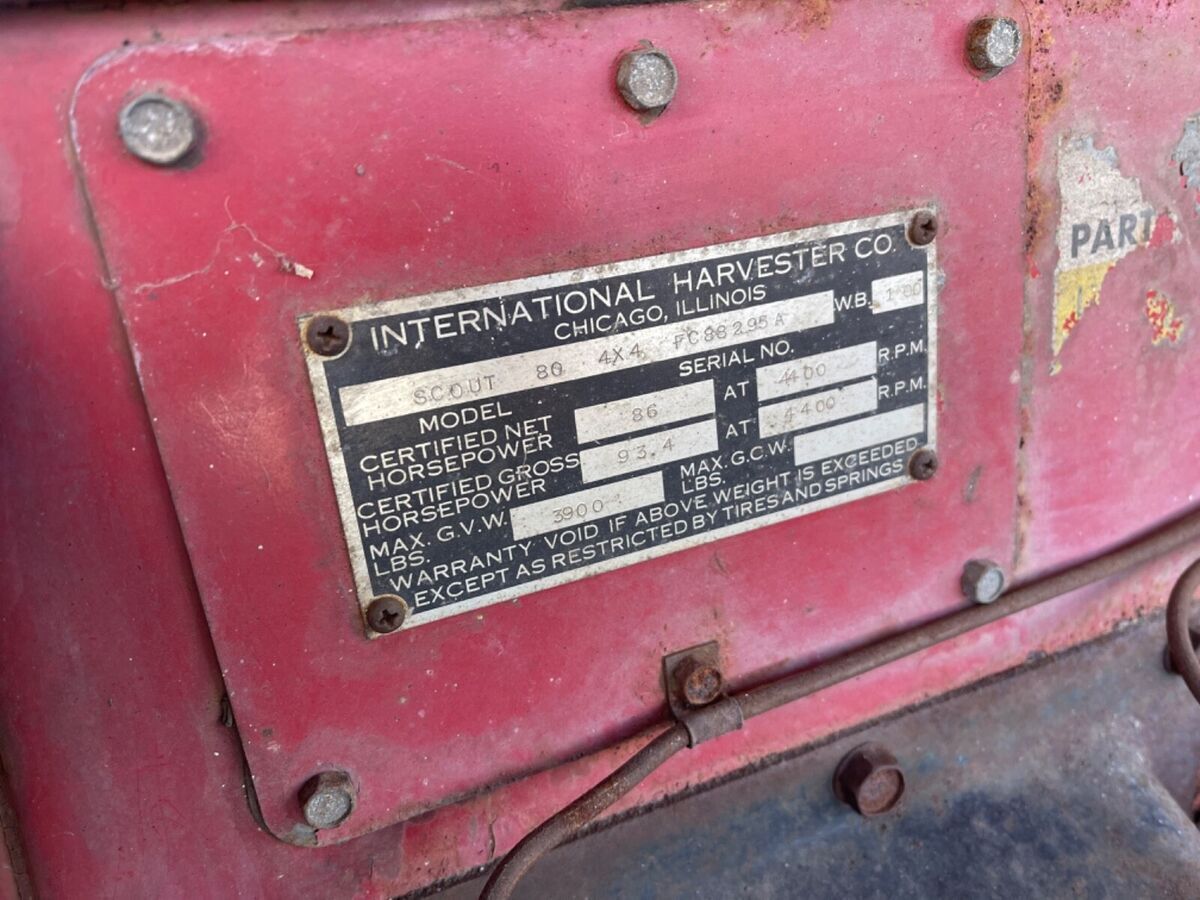 INTERNATIONAL HARVESTER CO.
CHICAGO, ILLINOIS
SCOUT 80 4X4 FC88295A W.B. 100
MODEL SERIAL NO.
CERTIFIED NET HORSEPOWER 86 AT 4400 R.P.M.
CERTIFIED GROSS HORSEPOWER 93.4 AT 4400 R.P.M.
MAX. G.V.W. LBS. 3900 MAX. G.C.W. LBS.
WARRANTY VOID IF ABOVE WEIGHT IS EXCEEDED
EXCEPT AS RESTRICTED BY TIRES AND SPRINGS
PART